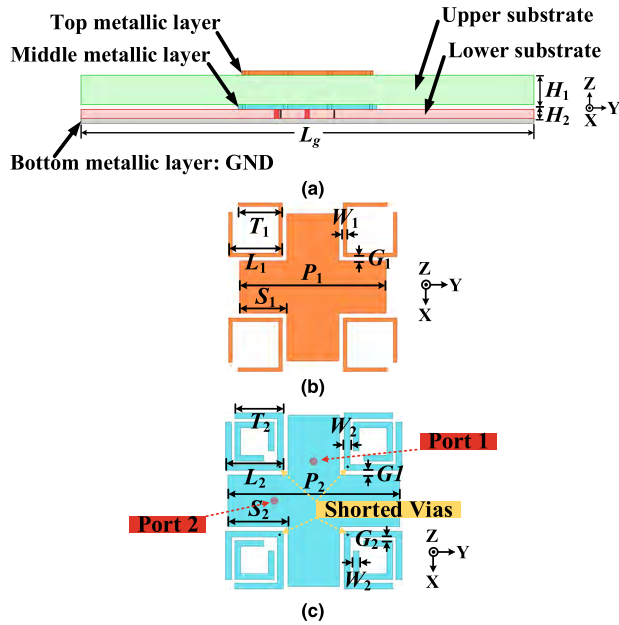 Top metallic layer
Upper substrate
Middle metallic layer
Lower substrate
H1
H2
Z
Y
X
Lg
Bottom metallic layer: GND
(a)
T1
W1
L1
G1
P1
S1
Z
Y
X
(b)
T2
W2
Port 1
L2
P2
G1
S2
Shorted Vias
Port 2
G2
Z
Y
X
W2
(c)